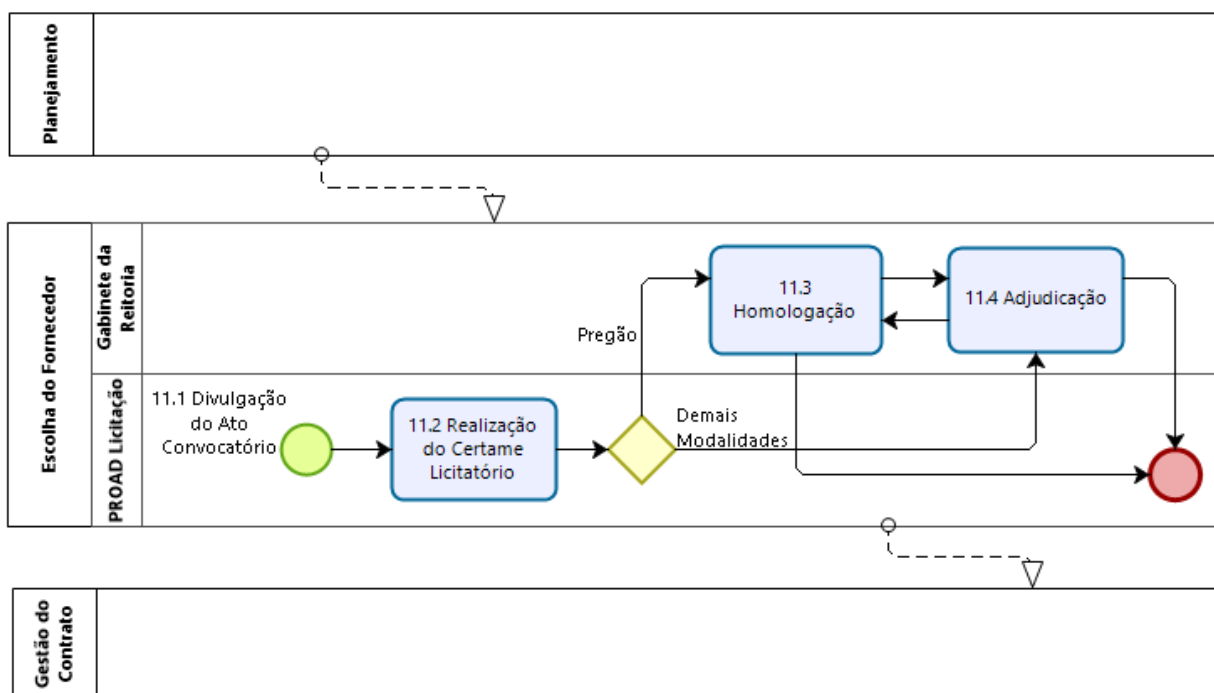 Planejamento
Escolha do Fornecedor
Gabinete da
Reitoria
PROAD Licitação
11.3
Homologação
11.4 Adjudicação
Pregão
11.1 Divulgação
do Ato
Convocatório
11.2 Realização
do Certame
Licitatório
Demais
Modalidades
Gestão do
Contrato